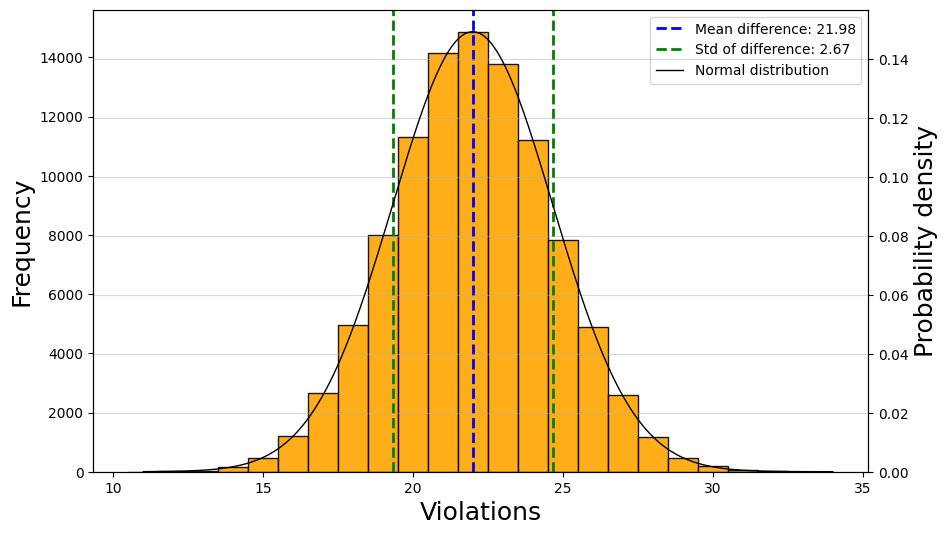 Mean difference: 21.98
Std of difference: 2.67
Normal distribution
14000
12000
10000
8000
6000
4000
2000
0
Frequency
0.14
0.12
0.10
0.08
0.06
0.04
0.02
0.00
Probability density
10 15 20 25 30 35
Violations